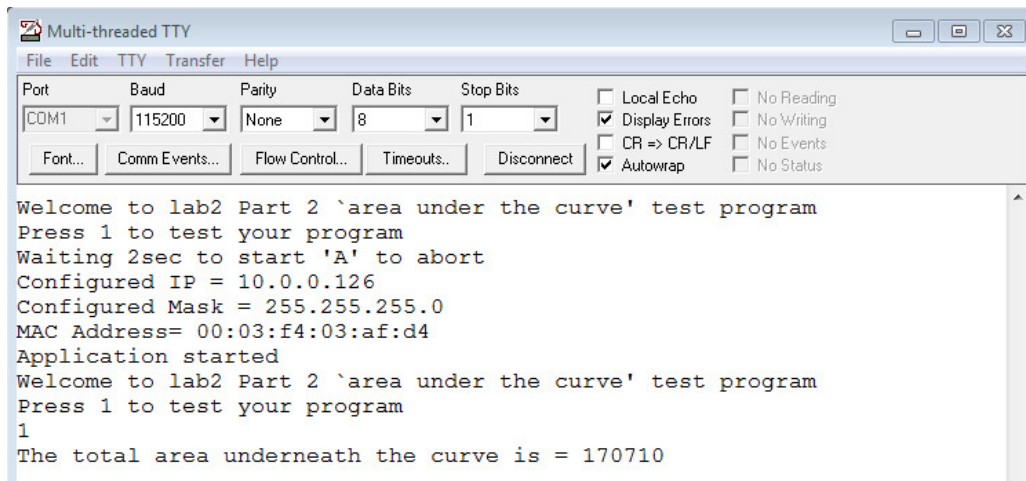 Multi-threaded TTY
File Edit TTY Transfer Help
Port Baud Parity Data Bits Stop Bits
COM1 115200 None 8 1
Font... Comm Events... Flow Control... Timeouts.. Disconnect
Local Echo No Reading
Display Errors No Writing
CR => CR/LF No Events
Autowrap No Status
Welcome to lab2 Part 2 `area under the curve' test program
Press 1 to test your program
Waiting 2sec to start 'A' to abort
Configured IP = 10.0.0.126
Configured Mask = 255.255.255.0
MAC Address= 00:03:f4:03:af:d4
Application started
Welcome to lab2 Part 2 `area under the curve' test program
Press 1 to test your program
1
The total area underneath the curve is = 170710